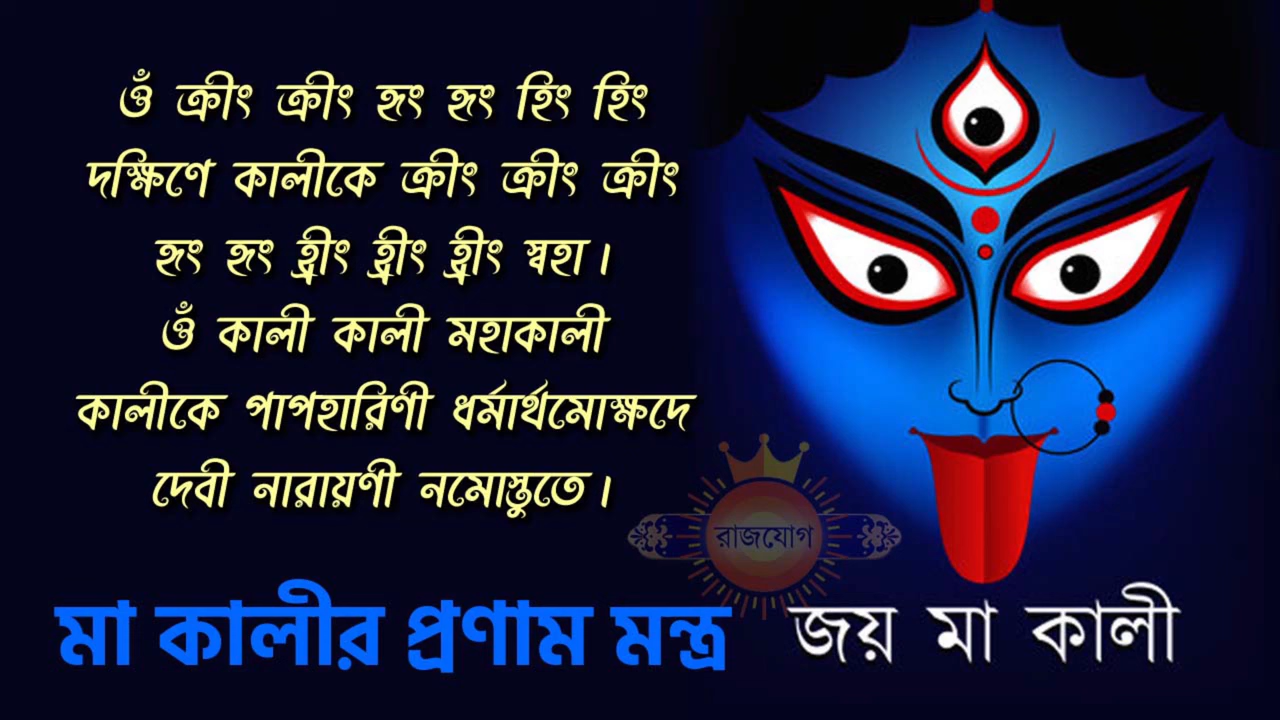 ওঁ ক্রীং ক্রীং হৃং হৃং হিং হিং
দক্ষিণে কালীকে ক্রীং ক্রীং ক্রীং
হৃং হৃং হ্রীং হ্রীং হ্রীং স্বহা।
ওঁ কালী কালী মহাকালী
কালীকে পাপহারিণী ধর্মার্থমোক্ষদে
দেবী নারায়ণী নমোস্তুতে।
রাজযোগ
মা কালীর প্রণাম মন্ত্র
জয় মা কালী